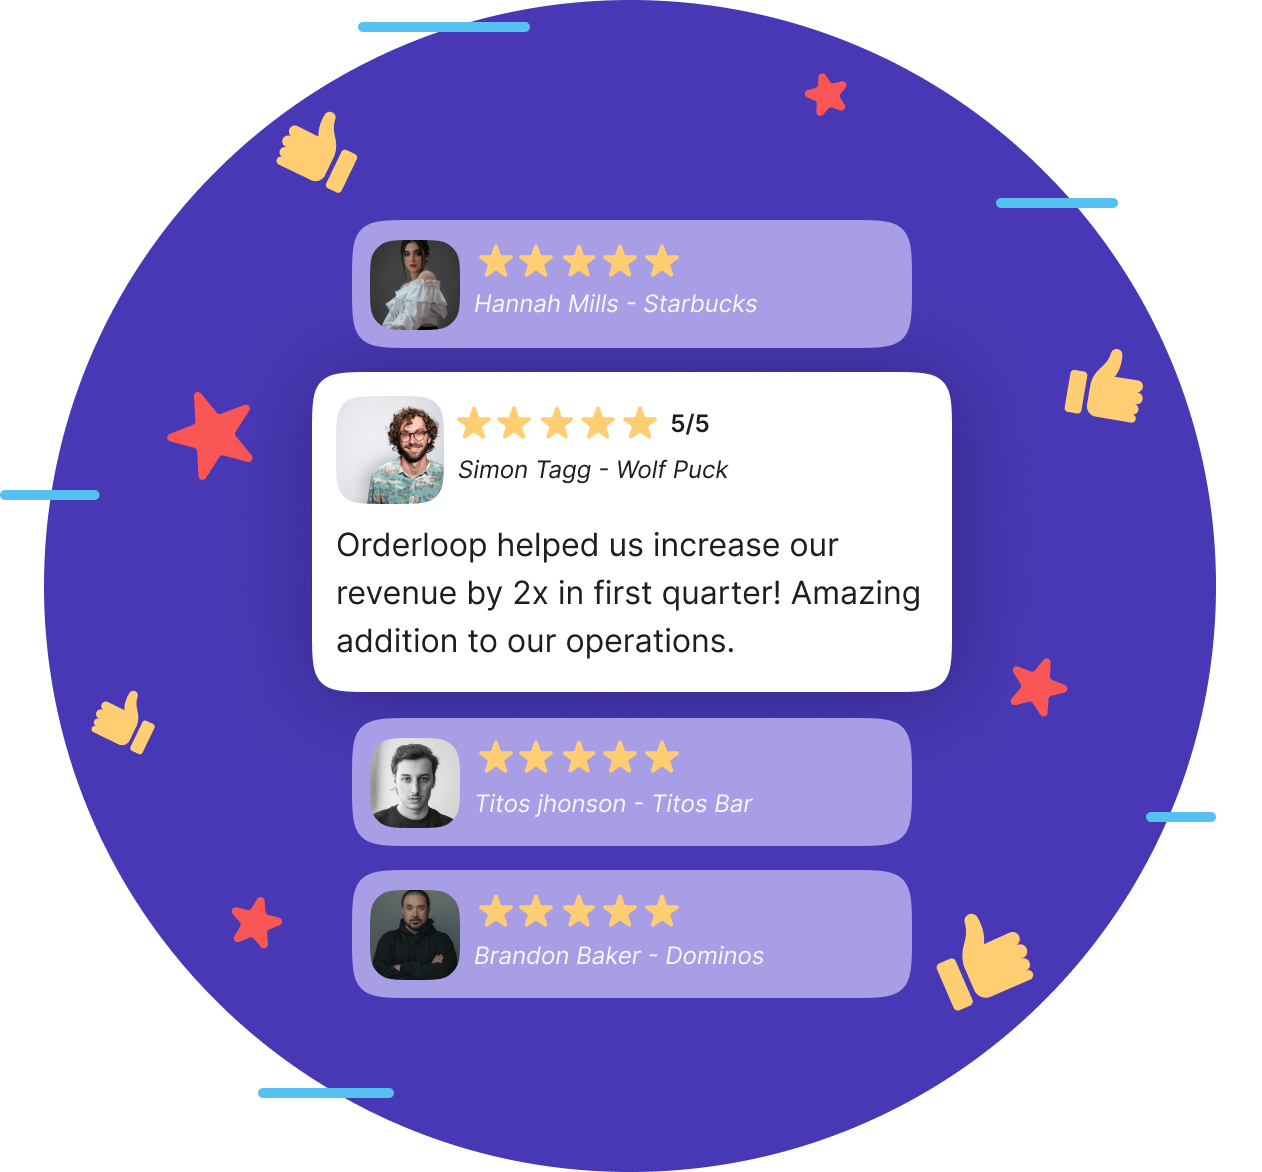 Hannah Mills - Starbucks
5/5
Simon Tagg - Wolf Puck
Orderloop helped us increase our
revenue by 2x in first quarter! Amazing
addition to our operations.
Titos jhonson - Titos Bar
Brandon Baker - Dominos